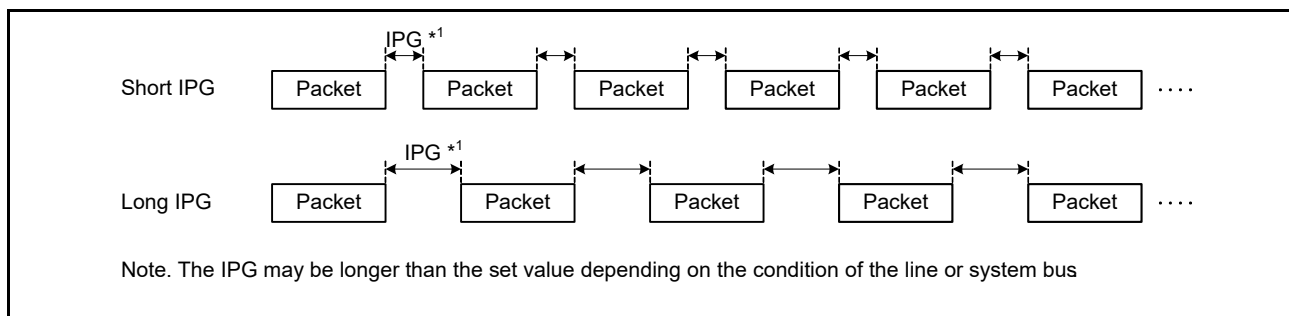 IPG *1
Short IPG Packet Packet Packet Packet Packet Packet ····
IPG *1
Long IPG Packet Packet Packet Packet Packet ····
Note. The IPG may be longer than the set value depending on the condition of the line or system bus